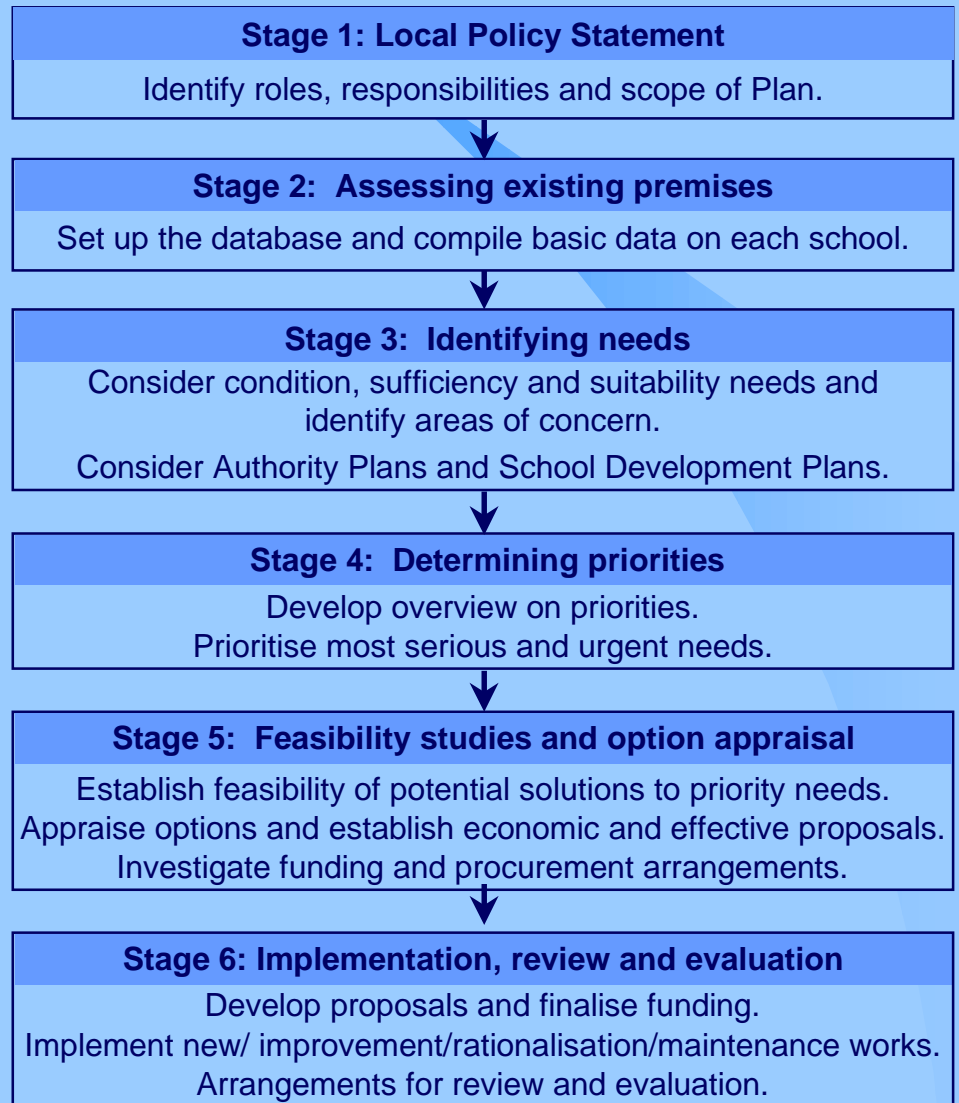 Stage 1: Local Policy Statement
Identify roles, responsibilities and scope of Plan.
Stage 2: Assessing existing premises
Set up the database and compile basic data on each school.
Stage 3: Identifying needs
Consider condition, sufficiency and suitability needs and
identify areas of concern.
Consider Authority Plans and School Development Plans.
Stage 4: Determining priorities
Develop overview on priorities.
Prioritise most serious and urgent needs.
Stage 5: Feasibility studies and option appraisal
Establish feasibility of potential solutions to priority needs.
Appraise options and establish economic and effective proposals.
Investigate funding and procurement arrangements.
Stage 6: Implementation, review and evaluation
Develop proposals and finalise funding.
Implement new/ improvement/rationalisation/maintenance works.
Arrangements for review and evaluation.